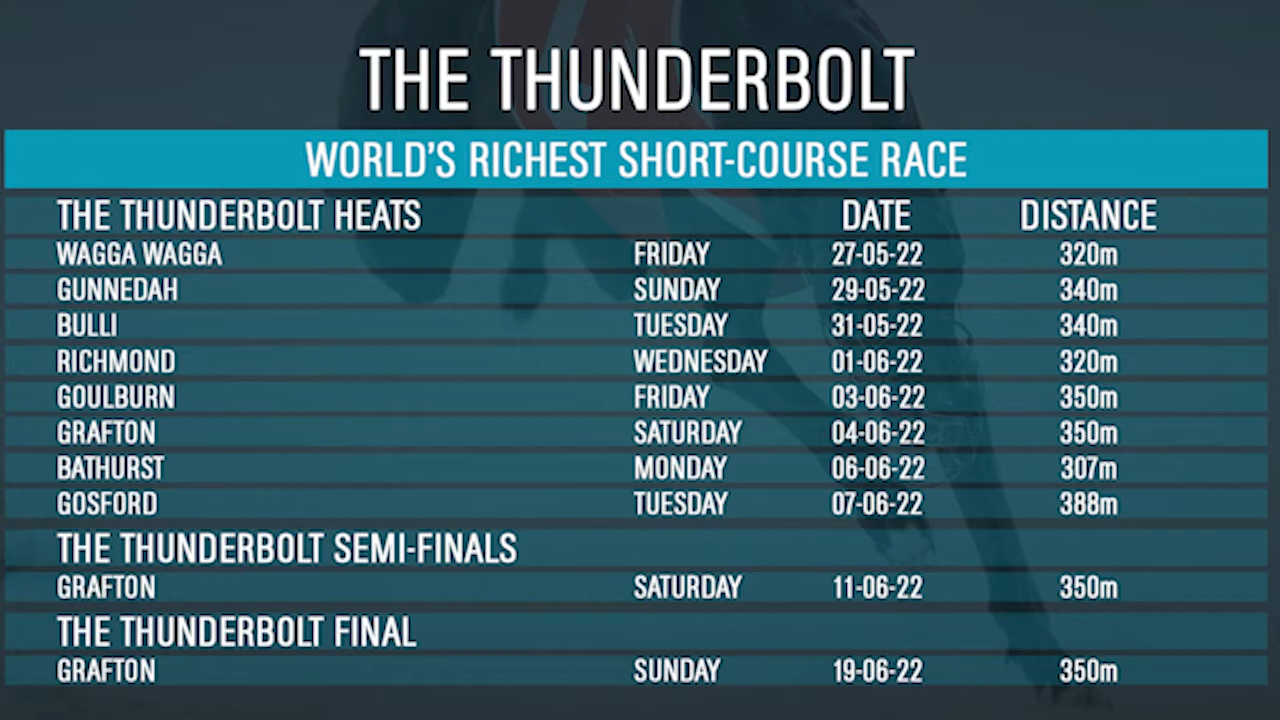 THE THUNDERBOLT
WORLD'S RICHEST SHORT-COURSE RACE
THE THUNDERBOLT HEATS DATE DISTANCE
WAGGA WAGGA FRIDAY 27-05-22 320m
GUNNEDAH SUNDAY 29-05-22 340m
BULLI TUESDAY 31-05-22 340m
RICHMOND WEDNESDAY 01-06-22 320m
GOULBURN FRIDAY 03-06-22 350m
GRAFTON SATURDAY 04-06-22 350m
BATHURST MONDAY 06-06-22 307m
GOSFORD TUESDAY 07-06-22 388m
THE THUNDERBOLT SEMI-FINALS
GRAFTON SATURDAY 11-06-22 350m
THE THUNDERBOLT FINAL
GRAFTON SUNDAY 19-06-22 350m